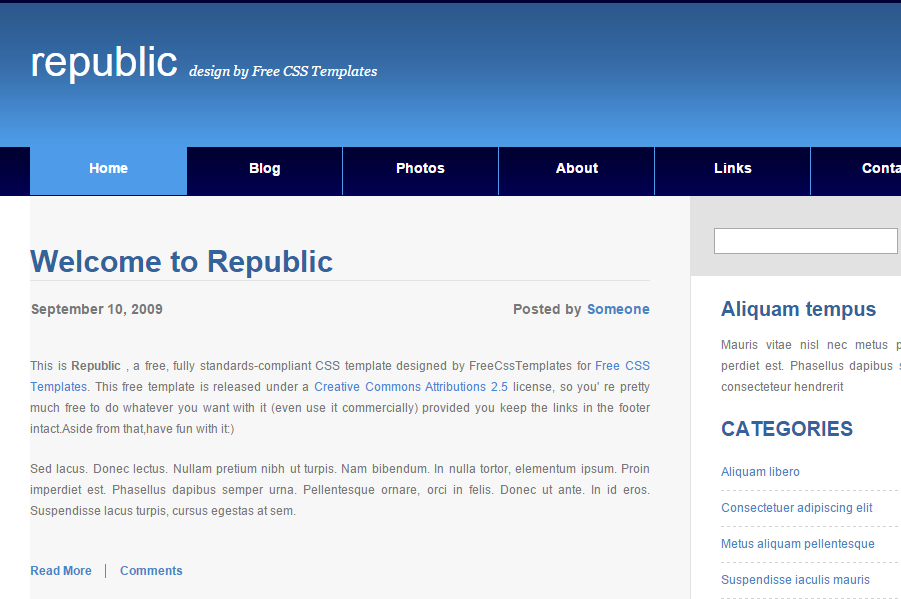 republic design by Free CSS Templates
Home Blog Photos About Links Conta
Welcome to Republic
September 10, 2009 Posted by Someone
This is Republic , a free, fully standards-compliant CSS template designed by FreeCssTemplates for Free CSS
Templates. This free template is released under a Creative Commons Attributions 2.5 license, so you' re pretty
much free to do whatever you want with it (even use it commercially) provided you keep the links in the footer
intact.Aside from that,have fun with it:)
Sed lacus. Donec lectus. Nullam pretium nibh ut turpis. Nam bibendum. In nulla tortor, elementum ipsum. Proin
imperdiet est. Phasellus dapibus semper urna. Pellentesque ornare, orci in felis. Donec ut ante. In id eros.
Suspendisse lacus turpis, cursus egestas at sem.
Read More Comments
Aliquam tempus
Mauris vitae nisl nec metus p
perdiet est. Phasellus dapibus s
consecteteur hendrerit
CATEGORIES
Aliquam libero
Consectetuer adipiscing elit
Metus aliquam pellentesque
Suspendisse iaculis mauris